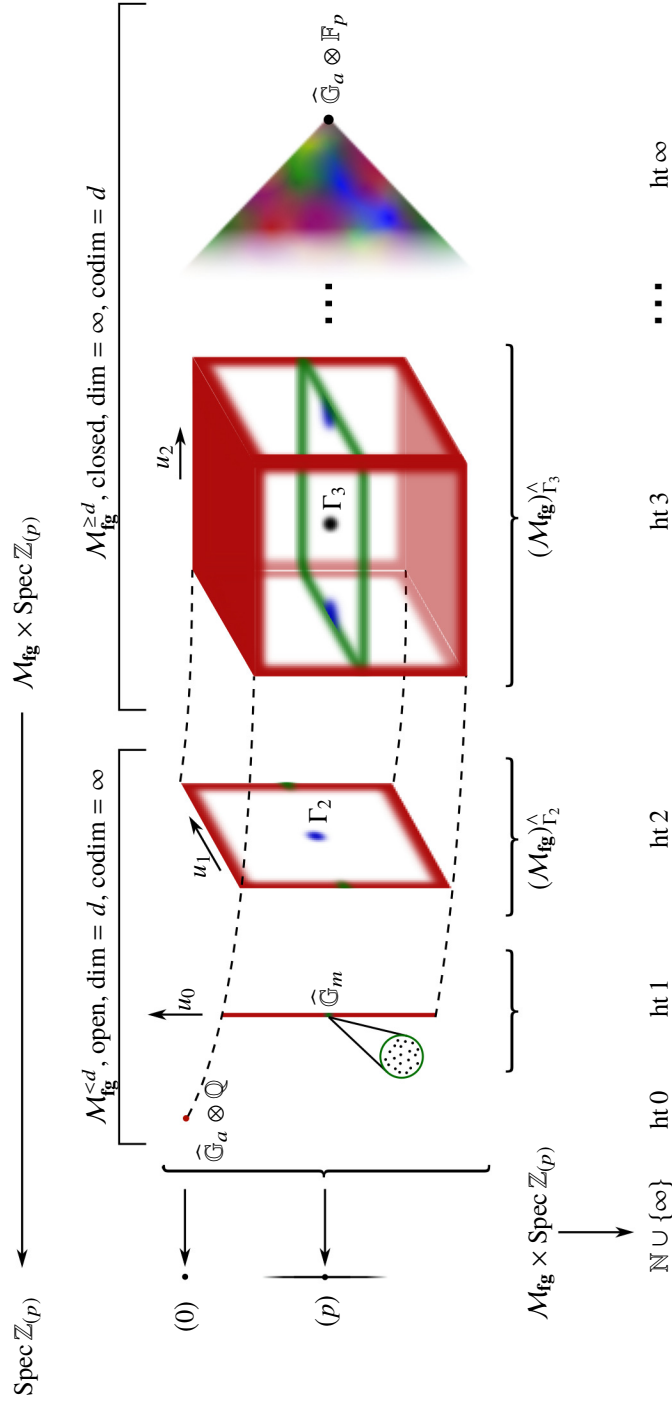 Spec ℤ₍ₚ₎ ← ℳ_fg × Spec ℤ₍ₚ₎
ℳ_fg^{<d}, open, dim = d, codim = ∞
ℳ_fg^{≥d}, closed, dim = ∞, codim = d
(0)
Ĝ_a ⊗ ℚ
u₀
u₁
u₂
(p)
Ĝ_m
Γ₂
Γ₃
...
Ĝ_a ⊗ 𝔽_p
ℳ_fg × Spec ℤ₍ₚ₎
(ℳ_fg)^∧_{Γ₂}
(ℳ_fg)^∧_{Γ₃}
ℕ ∪ {∞}
ht 0
ht 1
ht 2
ht 3
...
ht ∞